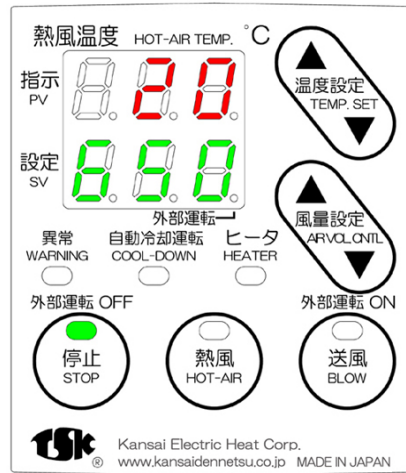 熱風温度 HOT-AIR TEMP. °C
指示
PV
20
温度設定
TEMP. SET
設定
SV
650
外部運転
風量設定
AIR VOL.CNTL
異常
WARNING
自動冷却運転
COOL-DOWN
ヒータ
HEATER
外部運転 OFF
外部運転 ON
停止
STOP
熱風
HOT-AIR
送風
BLOW
TSK ®
Kansai Electric Heat Corp.
www.kansaidennetsu.co.jp MADE IN JAPAN